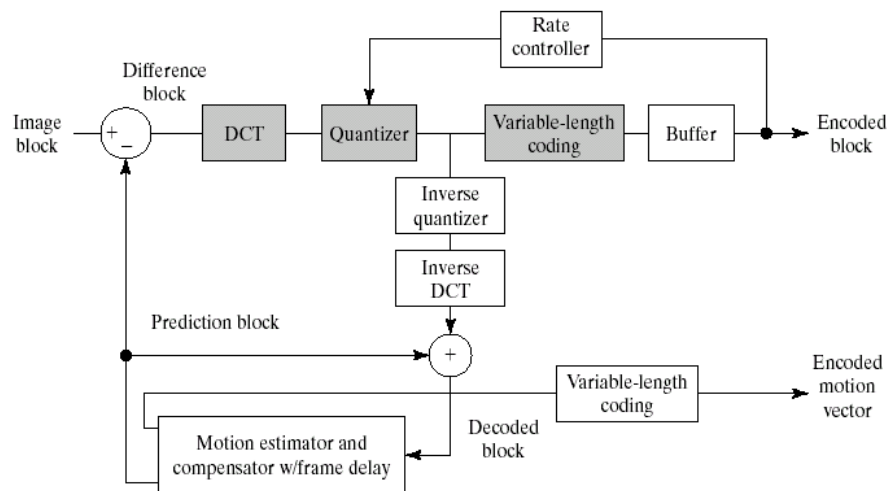 Rate
controller
Difference
block
Image
block
+
−
DCT
Quantizer
Variable-length
coding
Buffer
Encoded
block
Inverse
quantizer
Inverse
DCT
Prediction block
+
Variable-length
coding
Encoded
motion
vector
Motion estimator and
compensator w/frame delay
Decoded
block